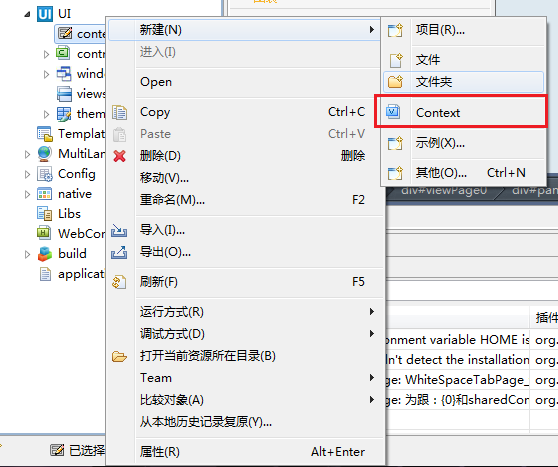 UI
conte
contr
wind
views
them
Templat
MultiLan
Config
native
Libs
WebCon
build
applicat
已选择
新建(N)
进入(I)
Open
Copy Ctrl+C
Paste Ctrl+V
删除(D) 删除
移动(V)...
重命名(M)... F2
导入(I)...
导出(O)...
刷新(F) F5
运行方式(R)
调试方式(D)
打开当前资源所在目录(B)
Team
比较对象(A)
从本地历史记录复原(Y)...
属性(R) Alt+Enter
项目(R)...
文件
文件夹
Context
示例(X)...
其他(O)... Ctrl+N
div#viewPage0 div#pan
插件
onment variable HOME is org.
dn't detect the installation org.
ge: WhiteSpaceTabPage_ org.
ge: 为跟：{0}和sharedCon org.